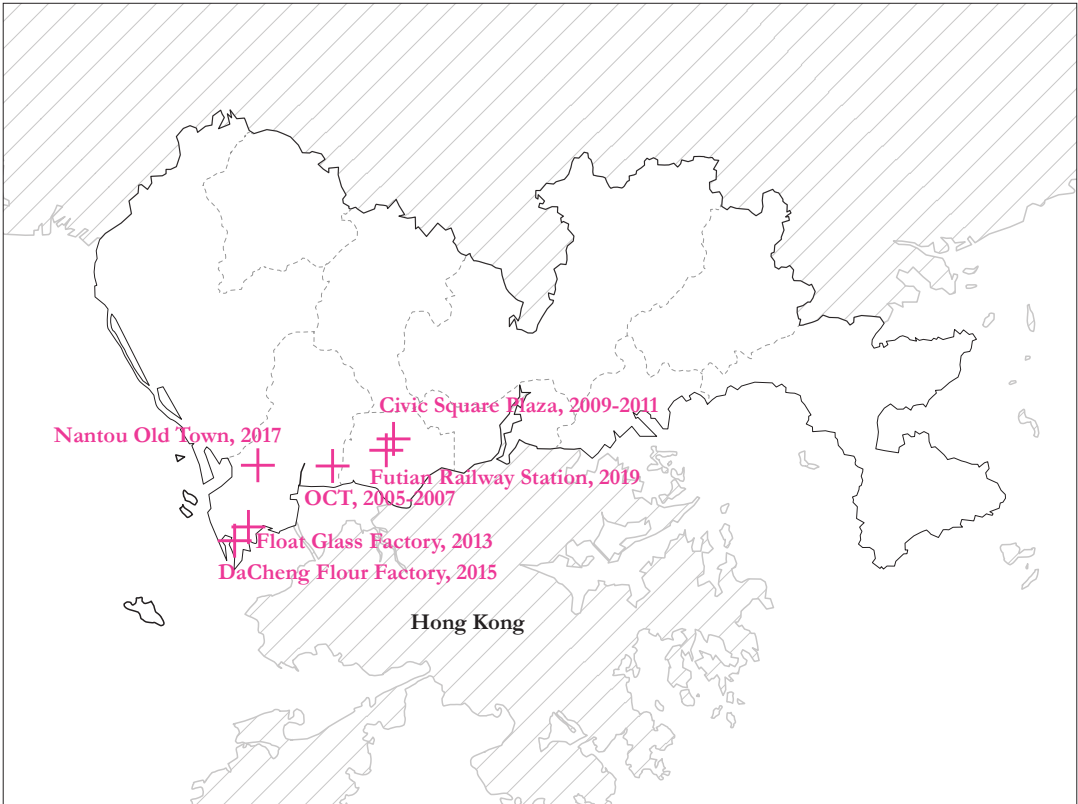 Civic Square Plaza, 2009-2011
Nantou Old Town, 2017
Futian Railway Station, 2019
OCT, 2005-2007
Float Glass Factory, 2013
DaCheng Flour Factory, 2015
Hong Kong